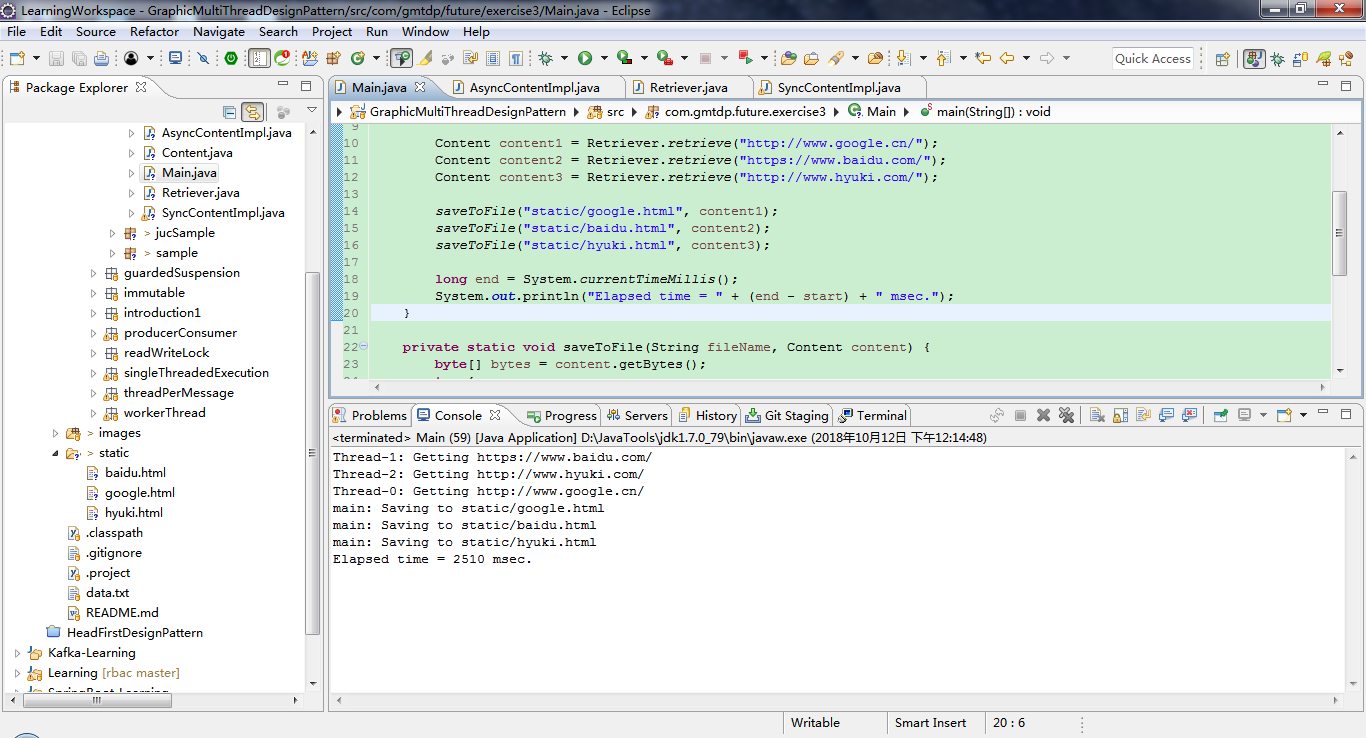 LearningWorkspace - GraphicMultiThreadDesignPattern/src/com/gmtdp/future/exercise3/Main.java - Eclipse
File Edit Source Refactor Navigate Search Project Run Window Help
Quick Access
Package Explorer
AsyncContentImpl.java
Content.java
Main.java
Retriever.java
SyncContentImpl.java
> jucSample
> sample
guardedSuspension
immutable
introduction1
producerConsumer
readWriteLock
singleThreadedExecution
threadPerMessage
workerThread
> images
> static
baidu.html
google.html
hyuki.html
.classpath
.gitignore
.project
data.txt
README.md
HeadFirstDesignPattern
Kafka-Learning
Learning [rbac master]
Main.java AsyncContentImpl.java Retriever.java SyncContentImpl.java
GraphicMultiThreadDesignPattern src com.gmtdp.future.exercise3 Main main(String[]) : void
9
10 Content content1 = Retriever.retrieve("http://www.google.cn/");
11 Content content2 = Retriever.retrieve("https://www.baidu.com/");
12 Content content3 = Retriever.retrieve("http://www.hyuki.com/");
13
14 saveToFile("static/google.html", content1);
15 saveToFile("static/baidu.html", content2);
16 saveToFile("static/hyuki.html", content3);
17
18 long end = System.currentTimeMillis();
19 System.out.println("Elapsed time = " + (end - start) + " msec.");
20 }
21
22 private static void saveToFile(String fileName, Content content) {
23 byte[] bytes = content.getBytes();
Problems Console Progress Servers History Git Staging Terminal
<terminated> Main (59) [Java Application] D:\JavaTools\jdk1.7.0_79\bin\javaw.exe (2018年10月12日 下午12:14:48)
Thread-1: Getting https://www.baidu.com/
Thread-2: Getting http://www.hyuki.com/
Thread-0: Getting http://www.google.cn/
main: Saving to static/google.html
main: Saving to static/baidu.html
main: Saving to static/hyuki.html
Elapsed time = 2510 msec.
Writable Smart Insert 20 : 6